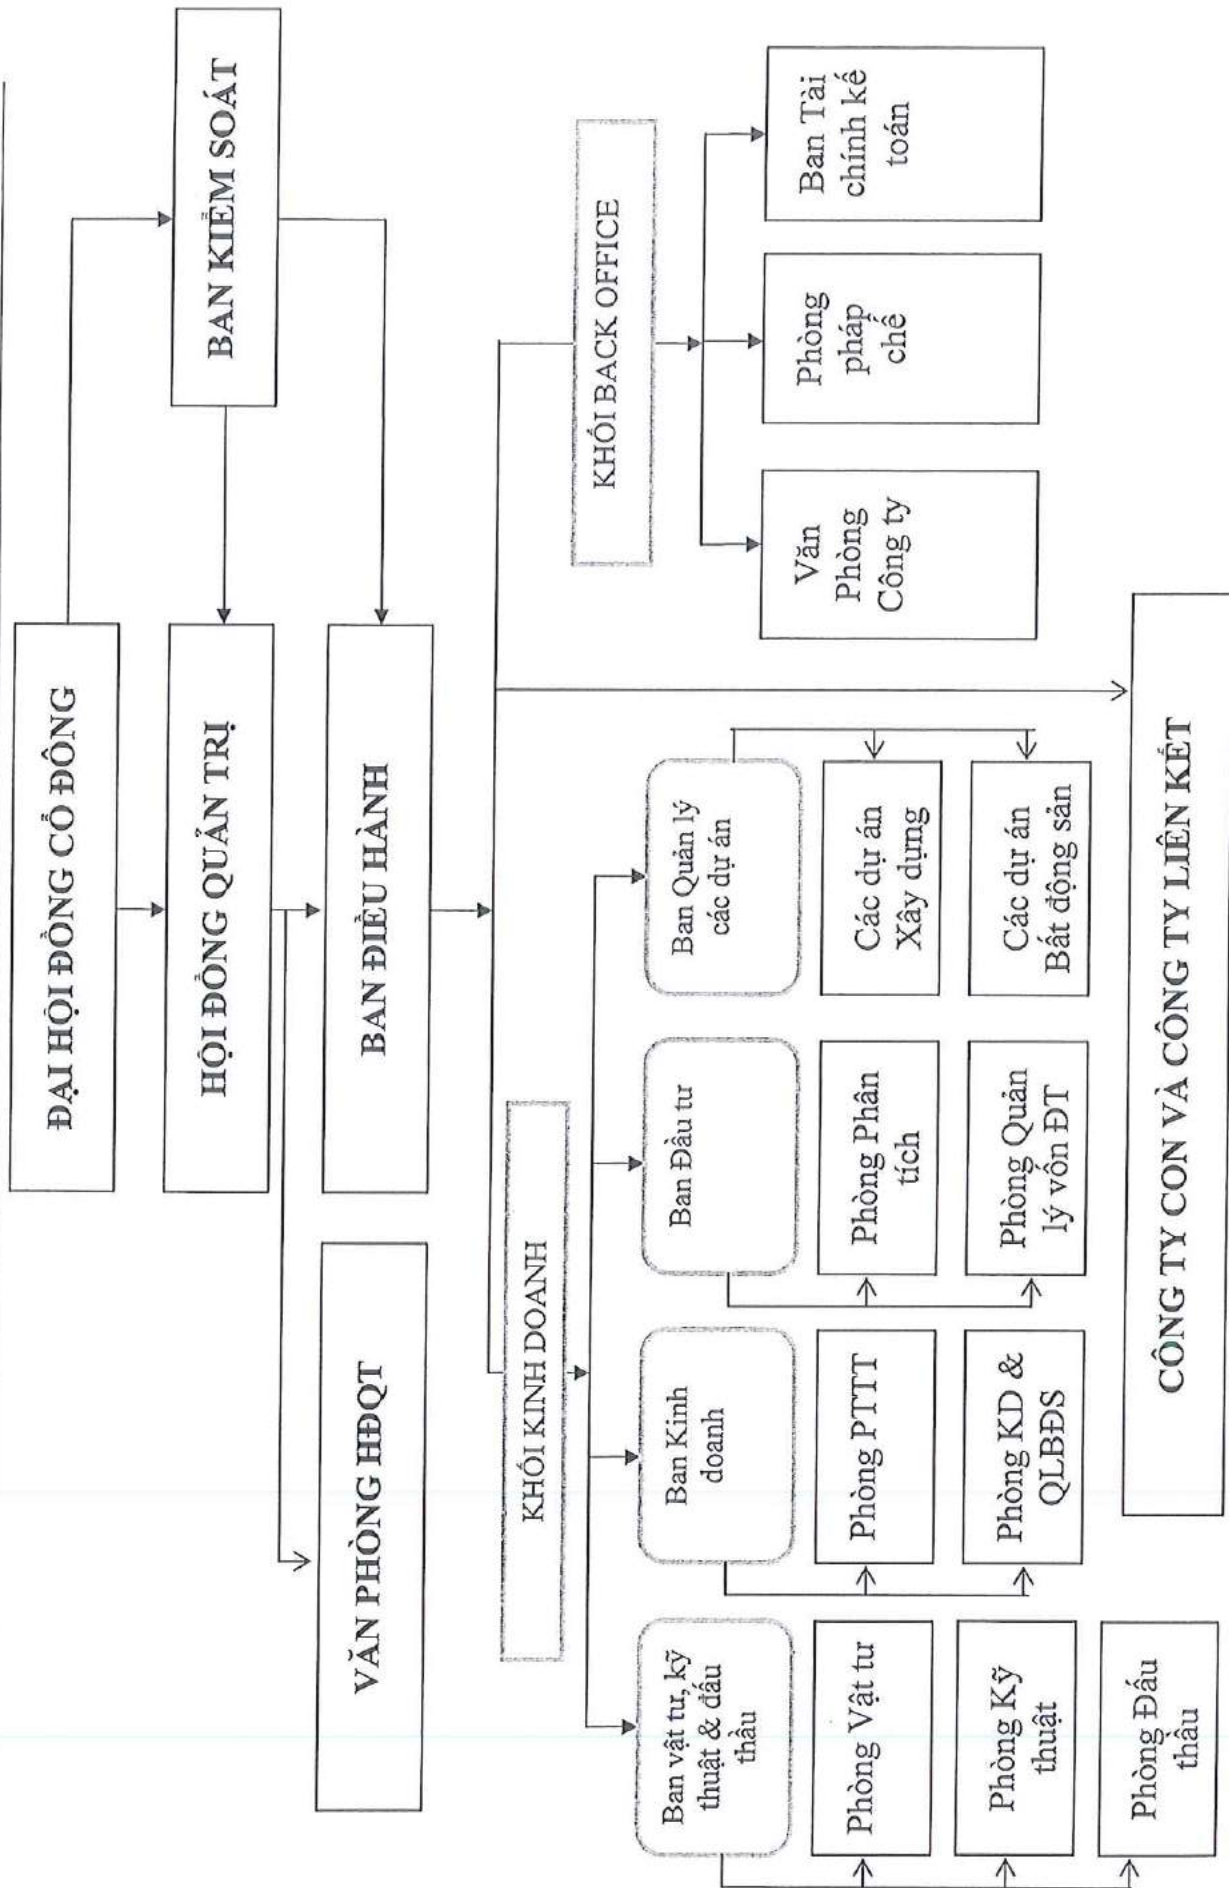 ĐẠI HỘI ĐỒNG CỔ ĐÔNG
BAN KIỂM SOÁT
HỘI ĐỒNG QUẢN TRỊ
VĂN PHÒNG HĐQT
BAN ĐIỀU HÀNH
KHỐI KINH DOANH
KHỐI BACK OFFICE
Ban vật tư, kỹ
thuật & đấu
thầu
Ban Kinh
doanh
Ban Đầu tư
Ban Quản lý
các dự án
Văn
Phòng
Công ty
Phòng
pháp
chế
Ban Tài
chính kế
toán
Phòng Vật tư
Phòng PTTT
Phòng Phân
tích
Các dự án
Xây dựng
Phòng Kỹ
thuật
Phòng KD &
QLBĐS
Phòng Quản
lý vốn ĐT
Các dự án
Bất động sản
Phòng Đấu
thầu
CÔNG TY CON VÀ CÔNG TY LIÊN KẾT